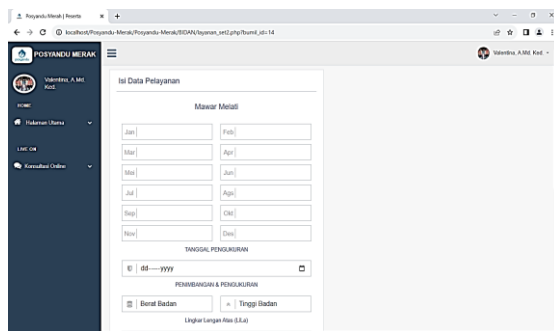 Posyandu Merak | Peserta
localhost/Posyandu-Merak/Posyandu-Merak/BIDAN/layanan_set2.php?bumil_id=14
POSYANDU MERAK
Valentina, A.Md. Ked.
Valentina, A.Md.
Ked.
HOME
Halaman Utama
LIVE ON
Konsultasi Online
Isi Data Pelayanan
Mawar Melati
Jan Feb
Mar Apr
Mei Jun
Jul Ags
Sep Okt
Nov Des
TANGGAL PENGUKURAN
dd-----yyyy
PENIMBANGAN & PENGUKURAN
Berat Badan Tinggi Badan
Lingkar Lengan Atas (LiLa)